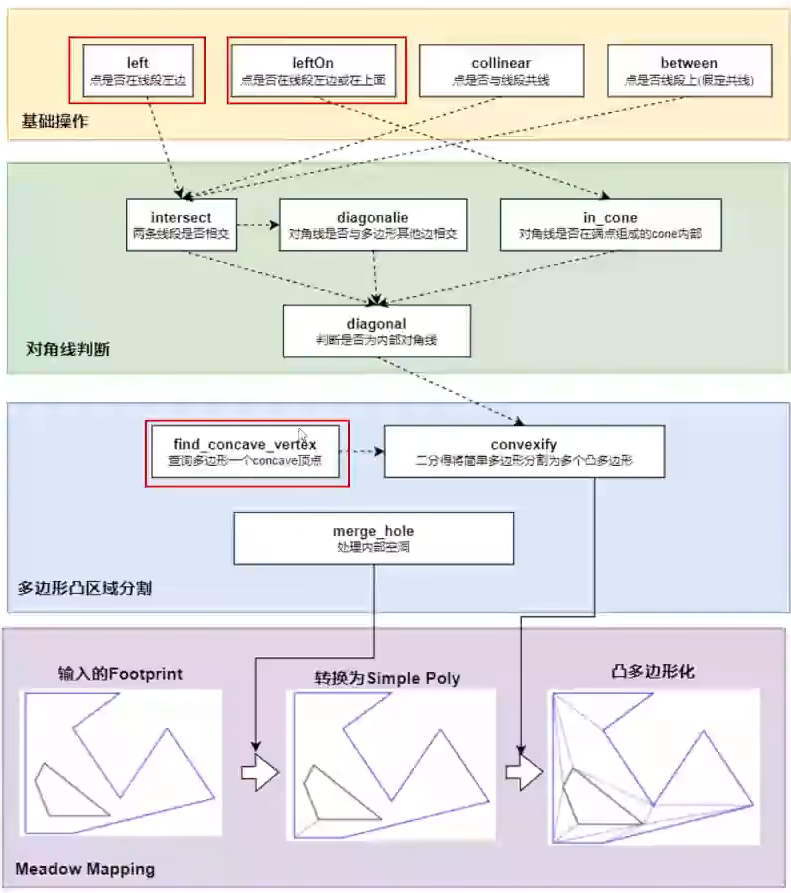 left
点是否在线段左边
leftOn
点是否在线段左边或在上面
collinear
点是否与线段共线
between
点是否线段上(假定共线)
基础操作
intersect
两条线段是否相交
diagonalie
对角线是否与多边形其他边相交
in_cone
对角线是否在端点组成的cone内部
diagonal
判断是否为内部对角线
对角线判断
find_concave_vertex
查询多边形一个concave顶点
convexify
二分得将简单多边形分割为多个凸多边形
merge_hole
处理内部空洞
多边形凸区域分割
输入的Footprint
转换为Simple Poly
凸多边形化
Meadow Mapping